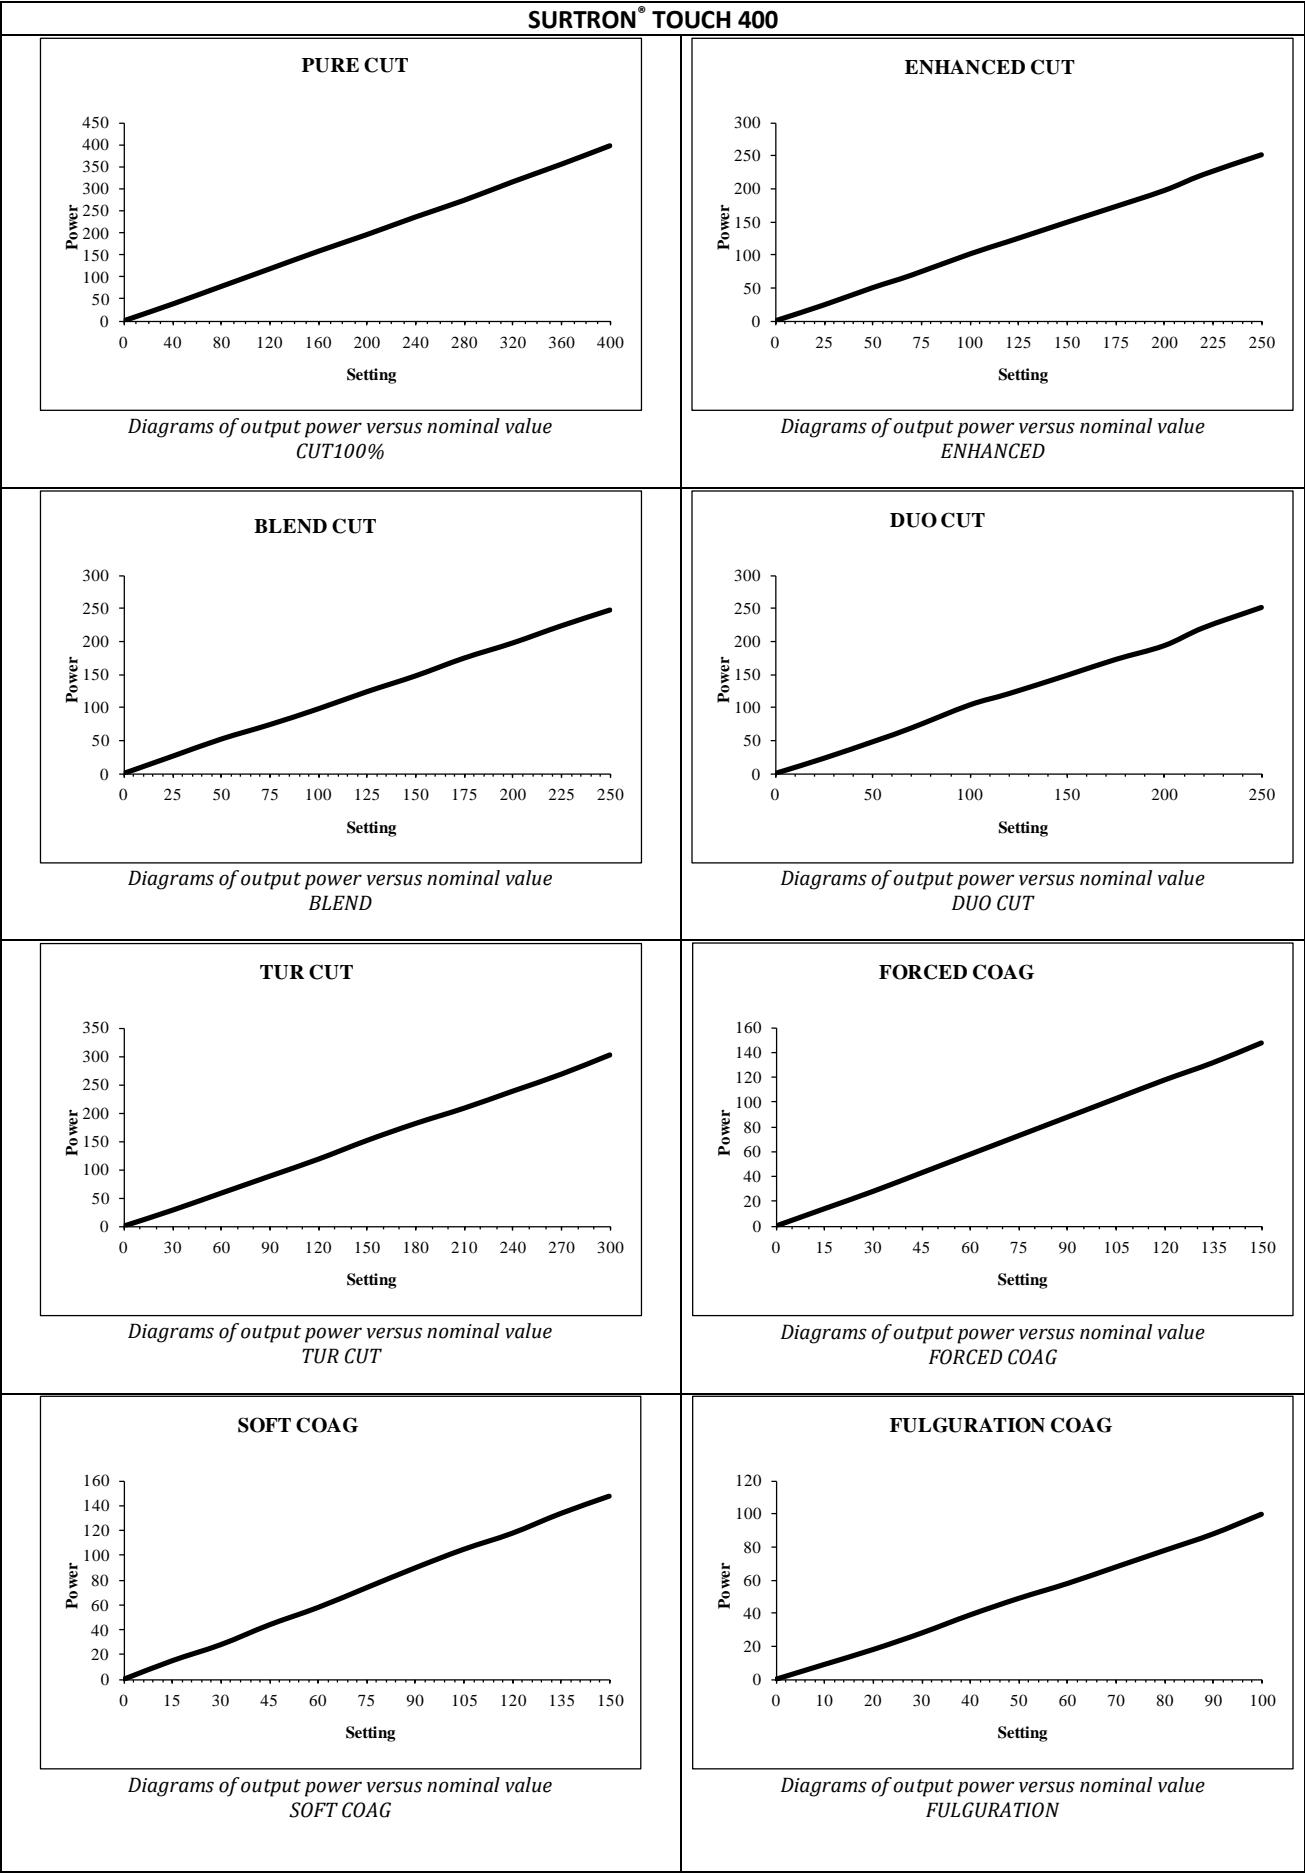 SURTRON® TOUCH 400
PURE CUT
450
400
350
300
250
200
150
100
50
0
Power
0 40 80 120 160 200 240 280 320 360 400
Setting
Diagrams of output power versus nominal value
CUT100%
ENHANCED CUT
300
250
200
150
100
50
0
Power
0 25 50 75 100 125 150 175 200 225 250
Setting
Diagrams of output power versus nominal value
ENHANCED
BLEND CUT
300
250
200
150
100
50
0
Power
0 25 50 75 100 125 150 175 200 225 250
Setting
Diagrams of output power versus nominal value
BLEND
DUO CUT
300
250
200
150
100
50
0
Power
0 50 100 150 200 250
Setting
Diagrams of output power versus nominal value
DUO CUT
TUR CUT
350
300
250
200
150
100
50
0
Power
0 30 60 90 120 150 180 210 240 270 300
Setting
Diagrams of output power versus nominal value
TUR CUT
FORCED COAG
160
140
120
100
80
60
40
20
0
Power
0 15 30 45 60 75 90 105 120 135 150
Setting
Diagrams of output power versus nominal value
FORCED COAG
SOFT COAG
160
140
120
100
80
60
40
20
0
Power
0 15 30 45 60 75 90 105 120 135 150
Setting
Diagrams of output power versus nominal value
SOFT COAG
FULGURATION COAG
120
100
80
60
40
20
0
Power
0 10 20 30 40 50 60 70 80 90 100
Setting
Diagrams of output power versus nominal value
FULGURATION